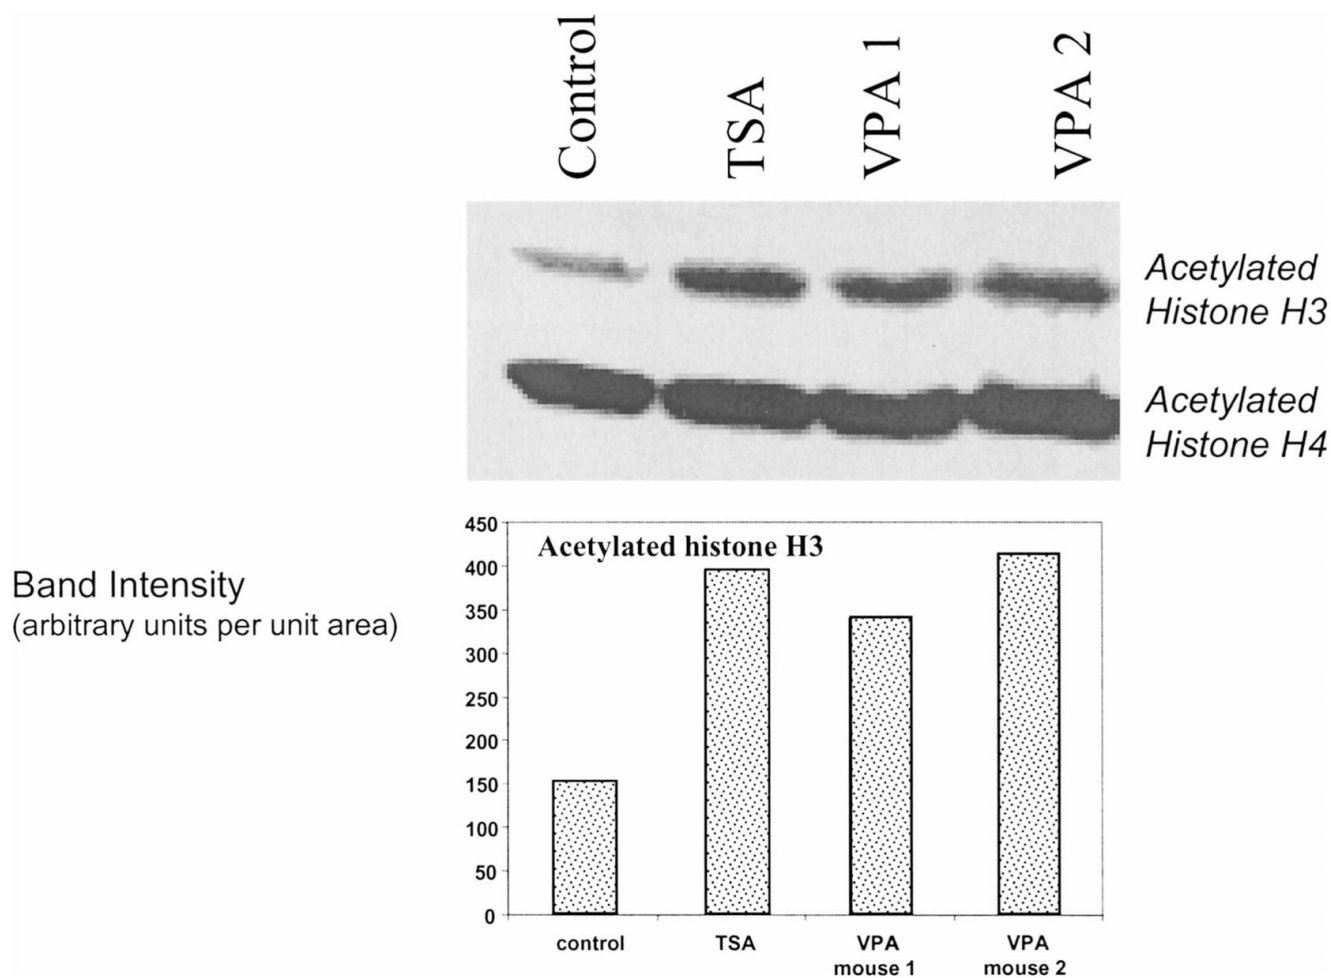 Control
TSA
VPA 1
VPA 2
Acetylated
Histone H3
Acetylated
Histone H4
Band Intensity
(arbitrary units per unit area)
Acetylated histone H3
450
400
350
300
250
200
150
100
50
0
control
TSA
VPA
mouse 1
VPA
mouse 2